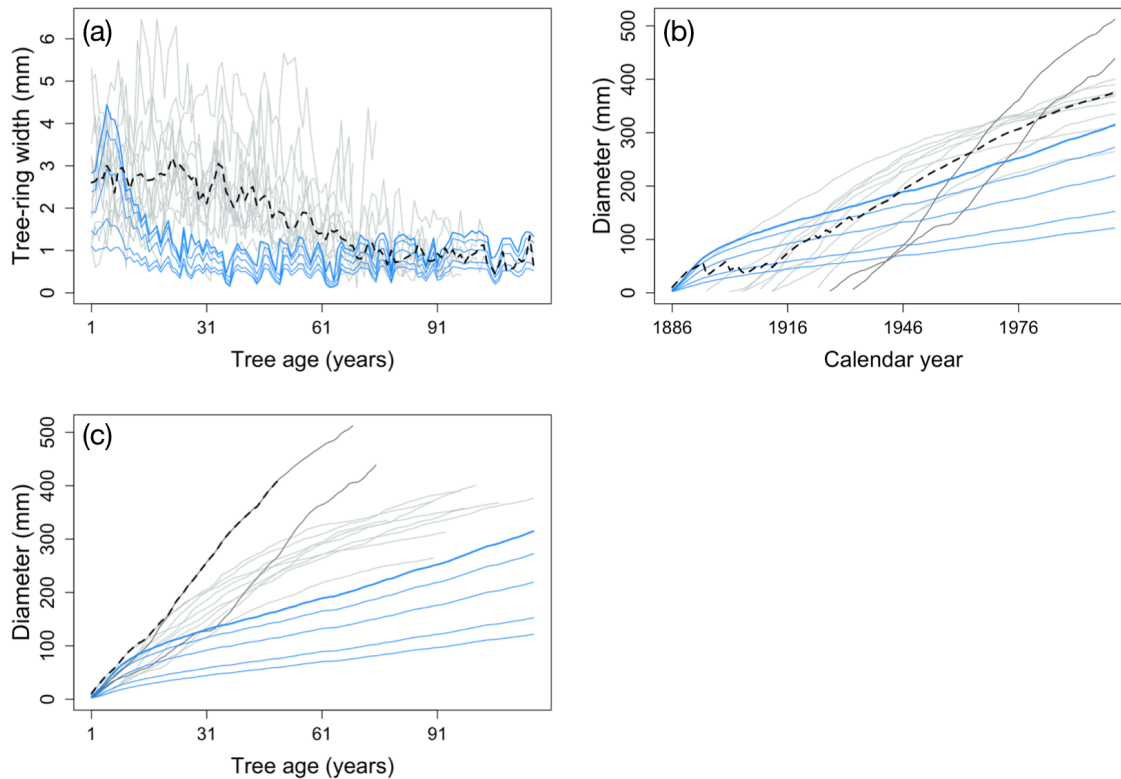 (a)
Tree-ring width (mm)
6
5
4
3
2
1
0
1 31 61 91
Tree age (years)
(b)
Diameter (mm)
500
400
300
200
100
0
1886 1916 1946 1976
Calendar year
(c)
Diameter (mm)
500
400
300
200
100
0
1 31 61 91
Tree age (years)